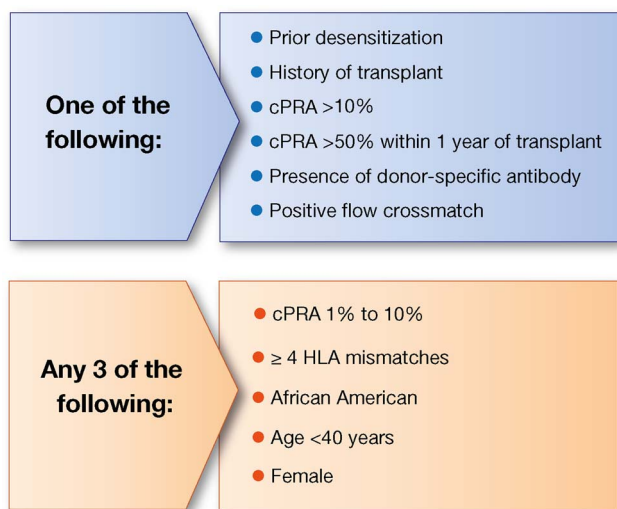 One of the
following:
Prior desensitization
History of transplant
cPRA >10%
cPRA >50% within 1 year of transplant
Presence of donor-specific antibody
Positive flow crossmatch
Any 3 of the
following:
cPRA 1% to 10%
≥ 4 HLA mismatches
African American
Age <40 years
Female